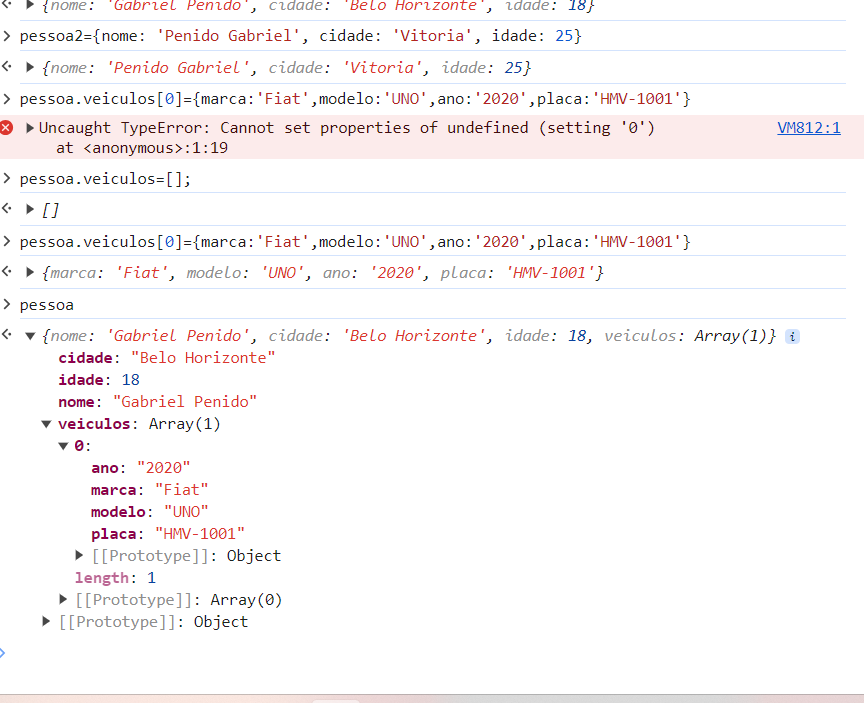 {nome: 'Gabriel Penido', cidade: 'Belo Horizonte', idade: 18}
pessoa2={nome: 'Penido Gabriel', cidade: 'Vitoria', idade: 25}
{nome: 'Penido Gabriel', cidade: 'Vitoria', idade: 25}
pessoa.veiculos[0]={marca:'Fiat',modelo:'UNO',ano:'2020',placa:'HMV-1001'}
Uncaught TypeError: Cannot set properties of undefined (setting '0') VM812:1
at <anonymous>:1:19
pessoa.veiculos=[];
[]
pessoa.veiculos[0]={marca:'Fiat',modelo:'UNO',ano:'2020',placa:'HMV-1001'}
{marca: 'Fiat', modelo: 'UNO', ano: '2020', placa: 'HMV-1001'}
pessoa
{nome: 'Gabriel Penido', cidade: 'Belo Horizonte', idade: 18, veiculos: Array(1)} i
cidade: "Belo Horizonte"
idade: 18
nome: "Gabriel Penido"
veiculos: Array(1)
0:
ano: "2020"
marca: "Fiat"
modelo: "UNO"
placa: "HMV-1001"
[[Prototype]]: Object
length: 1
[[Prototype]]: Array(0)
[[Prototype]]: Object